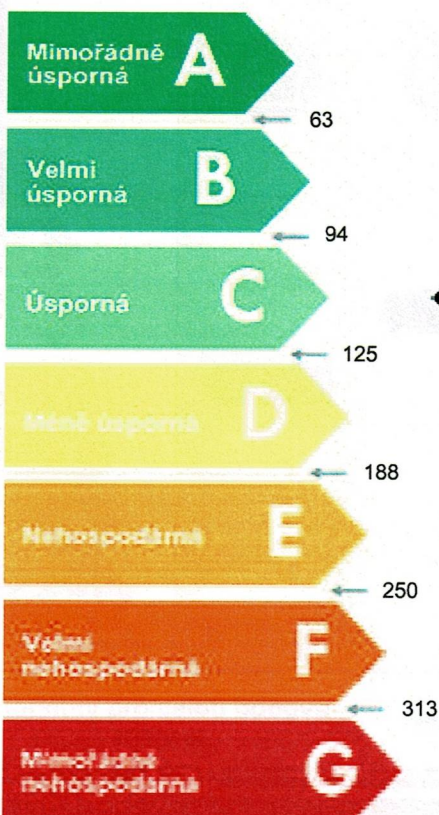 Mimořádně
úsporná A
63
Velmi
úsporná B
94
Úsporná C
125
Méně úsporná D
188
Nehospodárná E
250
Velmi
nehospodárná F
313
Mimořádně
nehospodárná G